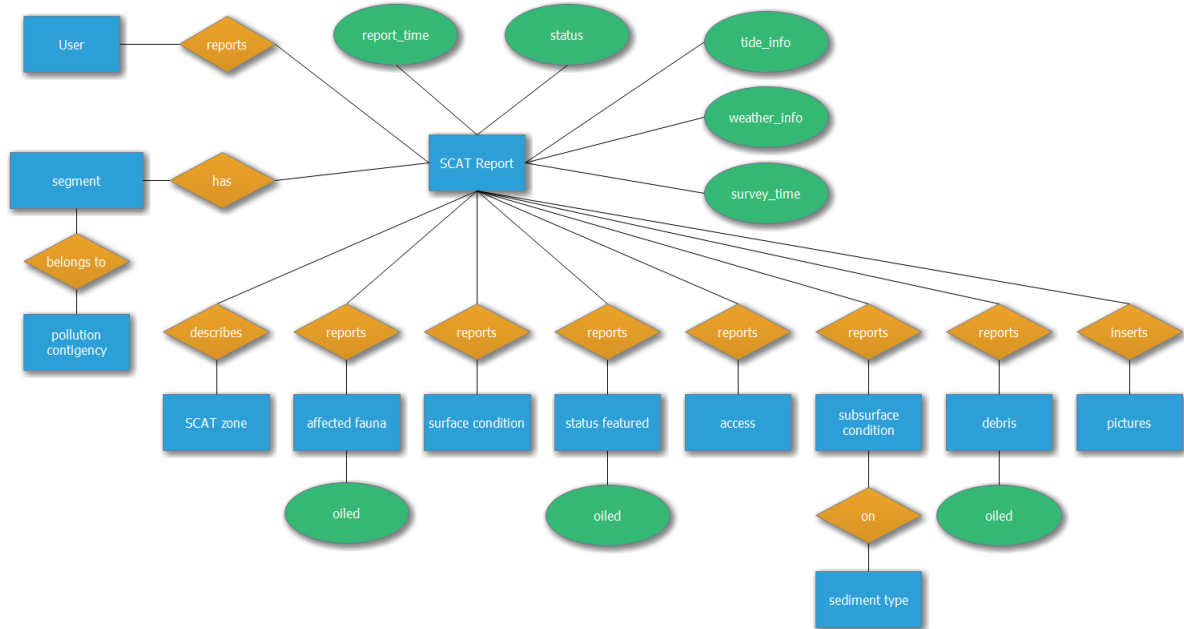 User
reports
report_time
status
tide_info
weather_info
SCAT Report
segment
has
survey_time
belongs to
pollution
contigency
describes
reports
reports
reports
reports
reports
reports
inserts
SCAT zone
affected fauna
surface condition
status featured
access
subsurface
condition
debris
pictures
oiled
oiled
on
oiled
sediment type